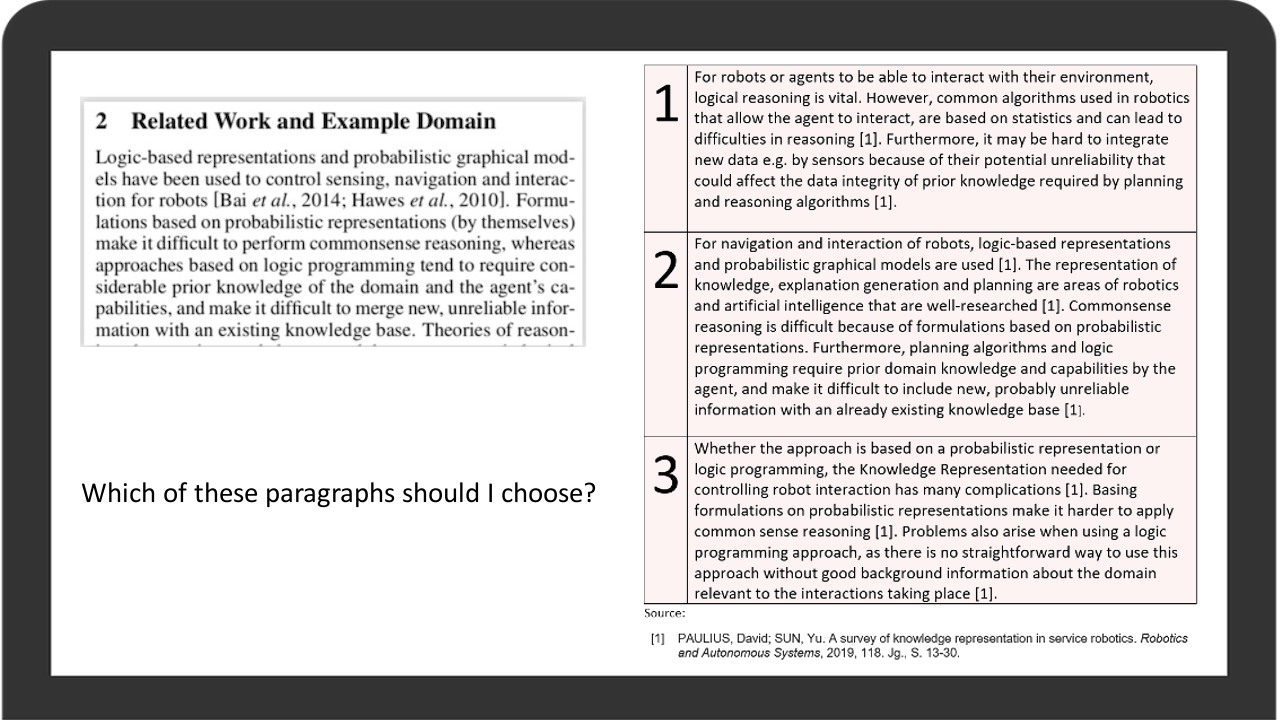 2 Related Work and Example Domain
Logic-based representations and probabilistic graphical mod-
els have been used to control sensing, navigation and interac-
tion for robots [Bai et al., 2014; Hawes et al., 2010]. Formu-
lations based on probabilistic representations (by themselves)
make it difficult to perform commonsense reasoning, whereas
approaches based on logic programming tend to require con-
siderable prior knowledge of the domain and the agent's ca-
pabilities, and make it difficult to merge new, unreliable infor-
mation with an existing knowledge base. Theories of reason-
Which of these paragraphs should I choose?
1
For robots or agents to be able to interact with their environment,
logical reasoning is vital. However, common algorithms used in robotics
that allow the agent to interact, are based on statistics and can lead to
difficulties in reasoning [1]. Furthermore, it may be hard to integrate
new data e.g. by sensors because of their potential unreliability that
could affect the data integrity of prior knowledge required by planning
and reasoning algorithms [1].
2
For navigation and interaction of robots, logic-based representations
and probabilistic graphical models are used [1]. The representation of
knowledge, explanation generation and planning are areas of robotics
and artificial intelligence that are well-researched [1]. Commonsense
reasoning is difficult because of formulations based on probabilistic
representations. Furthermore, planning algorithms and logic
programming require prior domain knowledge and capabilities by the
agent, and make it difficult to include new, probably unreliable
information with an already existing knowledge base [1].
3
Whether the approach is based on a probabilistic representation or
logic programming, the Knowledge Representation needed for
controlling robot interaction has many complications [1]. Basing
formulations on probabilistic representations make it harder to apply
common sense reasoning [1]. Problems also arise when using a logic
programming approach, as there is no straightforward way to use this
approach without good background information about the domain
relevant to the interactions taking place [1].
Source:
[1] PAULIUS, David; SUN, Yu. A survey of knowledge representation in service robotics. Robotics
and Autonomous Systems, 2019, 118. Jg., S. 13-30.